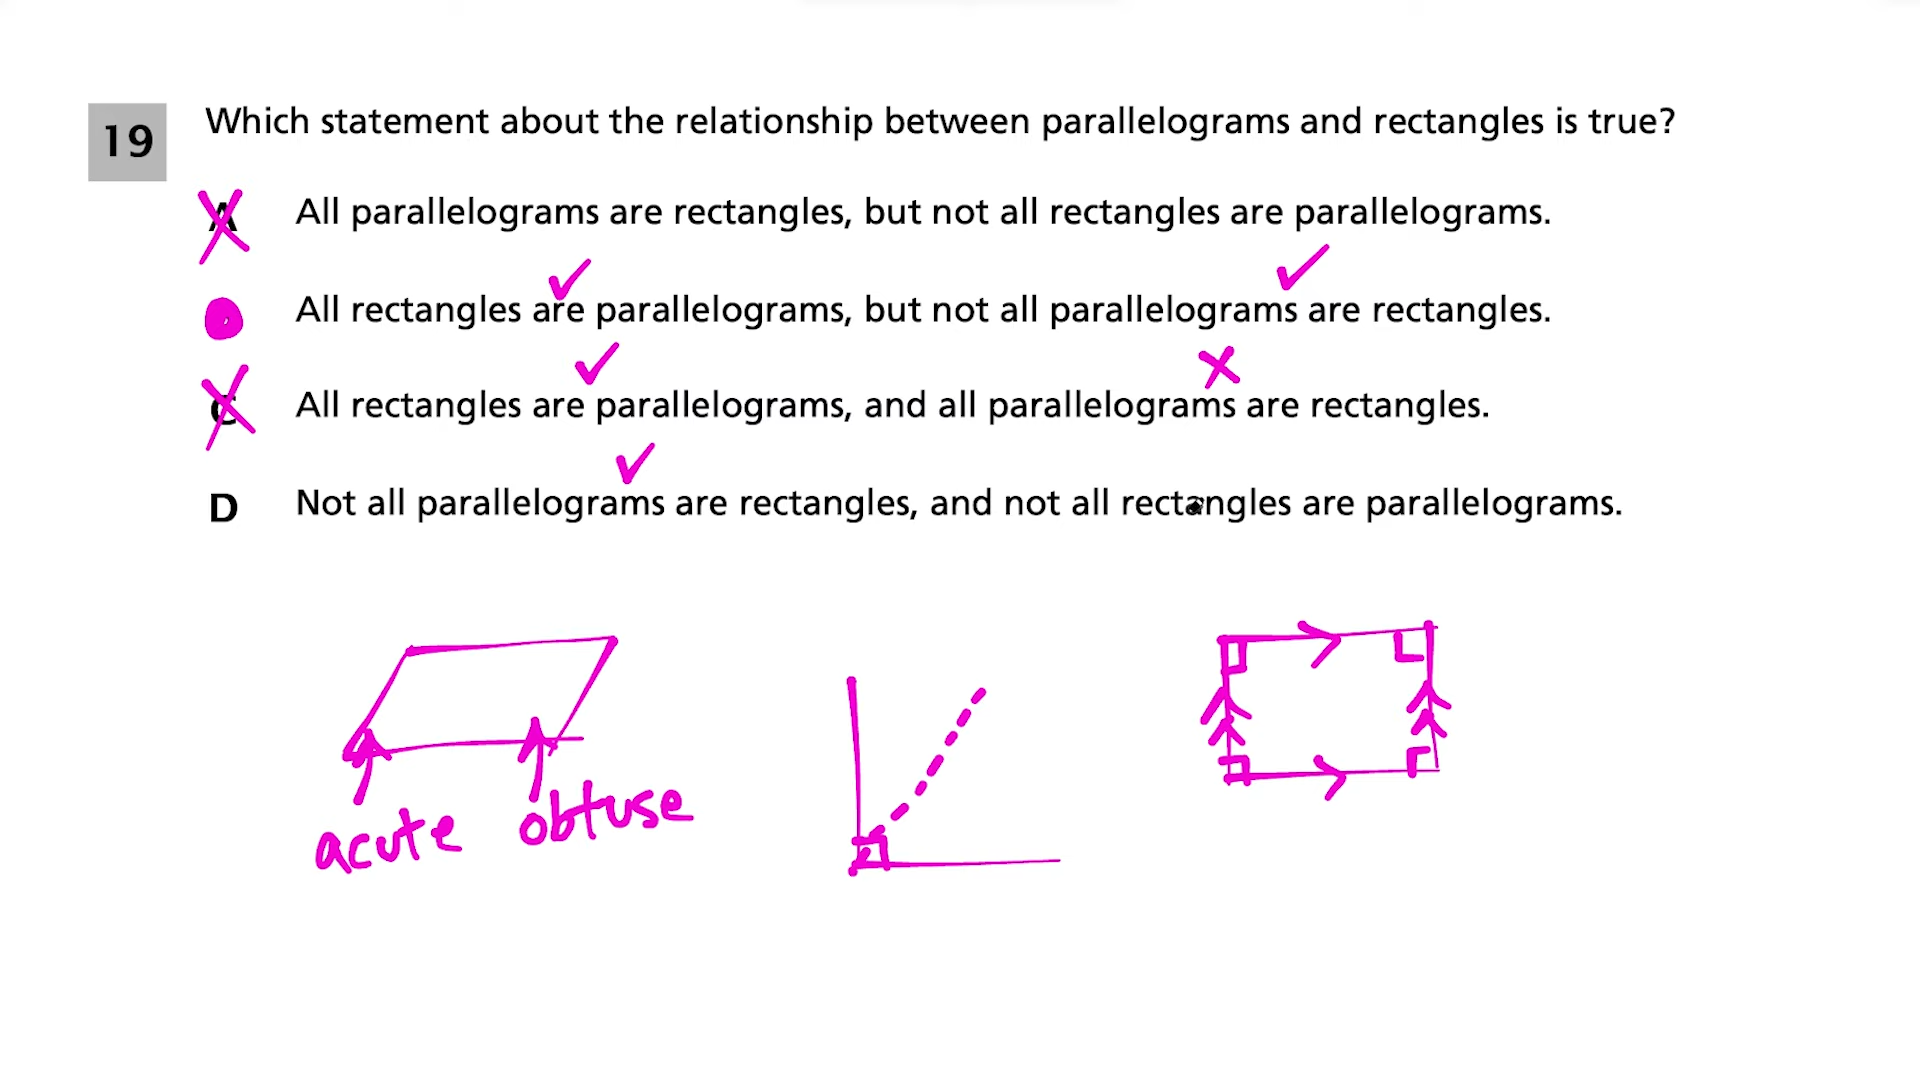 19 Which statement about the relationship between parallelograms and rectangles is true?
A All parallelograms are rectangles, but not all rectangles are parallelograms.
All rectangles are parallelograms, but not all parallelograms are rectangles.
C All rectangles are parallelograms, and all parallelograms are rectangles.
D Not all parallelograms are rectangles, and not all rectangles are parallelograms.
acute obtuse